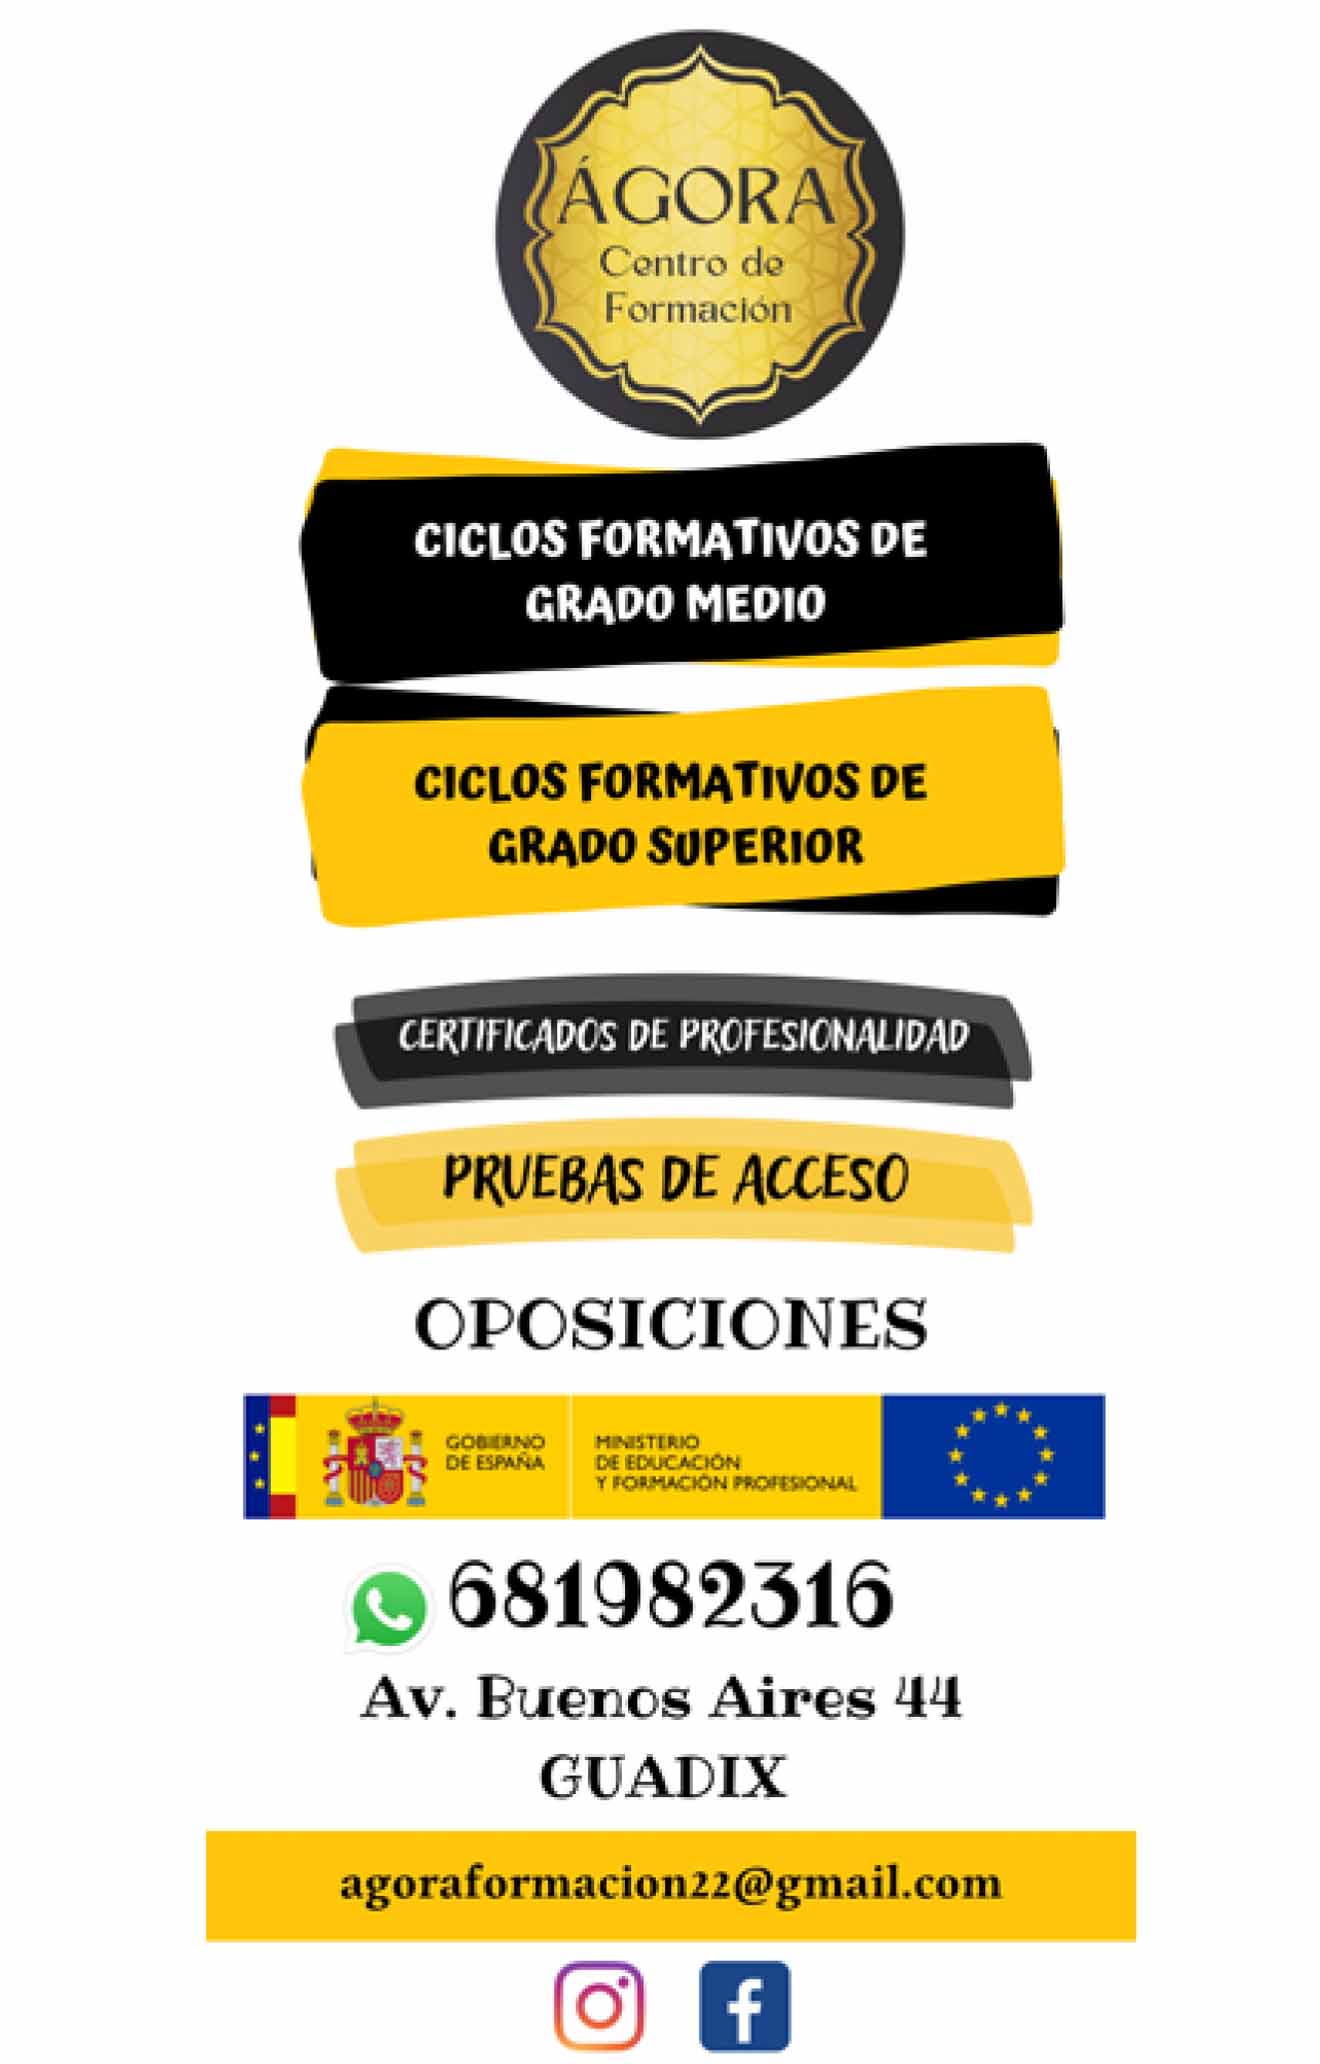 ÁGORA
Centro de
Formación
CICLOS FORMATIVOS DE
GRADO MEDIO
CICLOS FORMATIVOS DE
GRADO SUPERIOR
CERTIFICADOS DE PROFESIONALIDAD
PRUEBAS DE ACCESO
OPOSICIONES
GOBIERNO
DE ESPAÑA
MINISTERIO
DE EDUCACIÓN
Y FORMACIÓN PROFESIONAL
681982316
Av. Buenos Aires 44
GUADIX
agoraformacion22@gmail.com